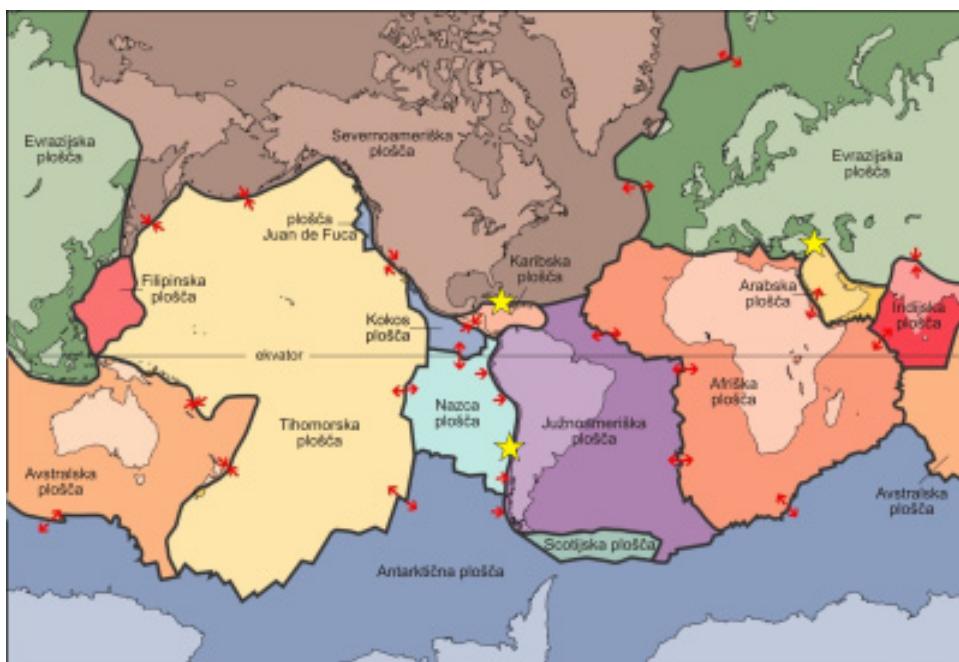 Severnoameriška
plošča
Evrazijska
plošča
Evrazijska
plošča
plošča
Juan de Fuca
Karibska
plošča
Filipinska
plošča
Arabska
plošča
Indijska
plošča
Kokos
plošča
ekvator
Nazca
plošča
Tihomorska
plošča
Južnoameriška
plošča
Afriška
plošča
Avstralska
plošča
Avstralska
plošča
Scotijska plošča
Antarktična plošča